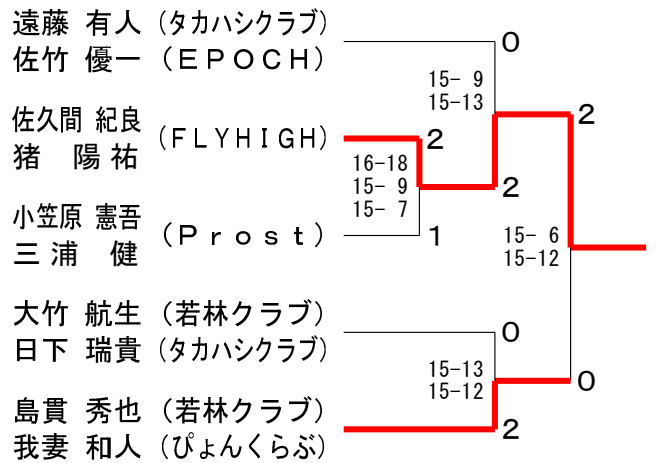 遠藤 有人 (タカハシクラブ)
佐竹 優一 (ＥＰＯＣＨ)
0
15- 9
15-13
佐久間 紀良
猪　陽祐
(ＦＬＹＨＩＧＨ)
2
2
16-18
15- 9
15- 7
2
小笠原 憲吾
三浦　健
(Ｐｒｏｓｔ)
1
15- 6
15-12
大竹 航生 (若林クラブ)
日下 瑞貴 (タカハシクラブ)
0
15-13
15-12
0
島貫 秀也 (若林クラブ)
我妻 和人 (ぴょんくらぶ)
2